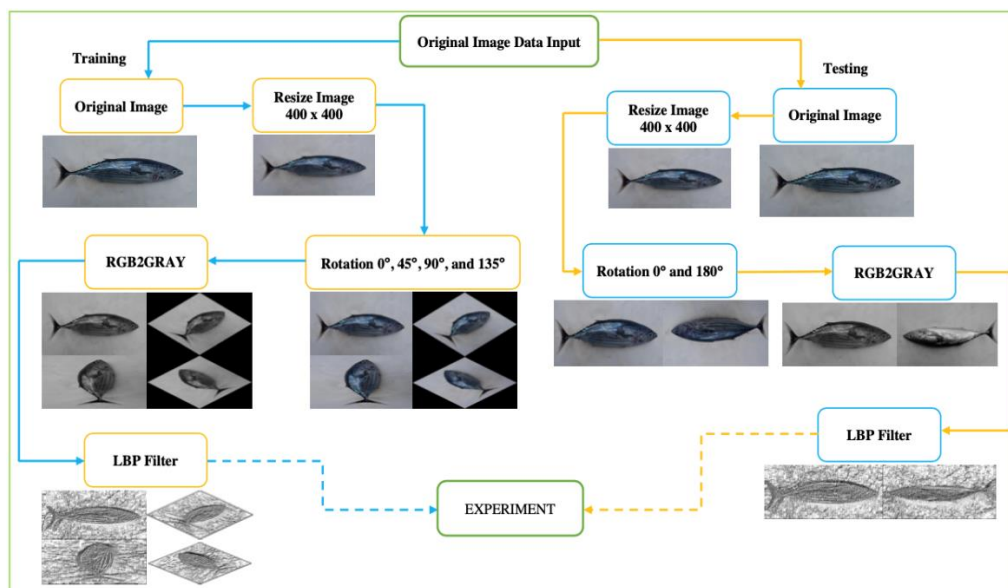 Original Image Data Input
Training
Testing
Original Image
Resize Image
400 x 400
Resize Image
400 x 400
Original Image
RGB2GRAY
Rotation 0°, 45°, 90°, and 135°
Rotation 0° and 180°
RGB2GRAY
LBP Filter
EXPERIMENT
LBP Filter